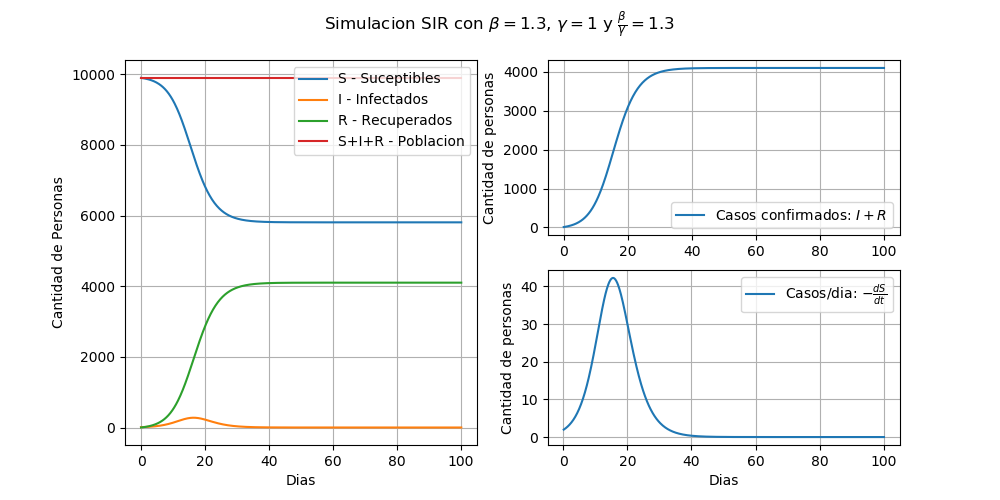 Simulacion SIR con β = 1.3, γ = 1 y β/γ = 1.3
Cantidad de Personas
10000
8000
6000
4000
2000
0
S - Suceptibles
I - Infectados
R - Recuperados
S+I+R - Poblacion
0 20 40 60 80 100
Dias
Cantidad de personas
4000
3000
2000
1000
0
Casos confirmados: I + R
0 20 40 60 80 100
Cantidad de personas
40
30
20
10
0
Casos/dia: −dS/dt
0 20 40 60 80 100
Dias